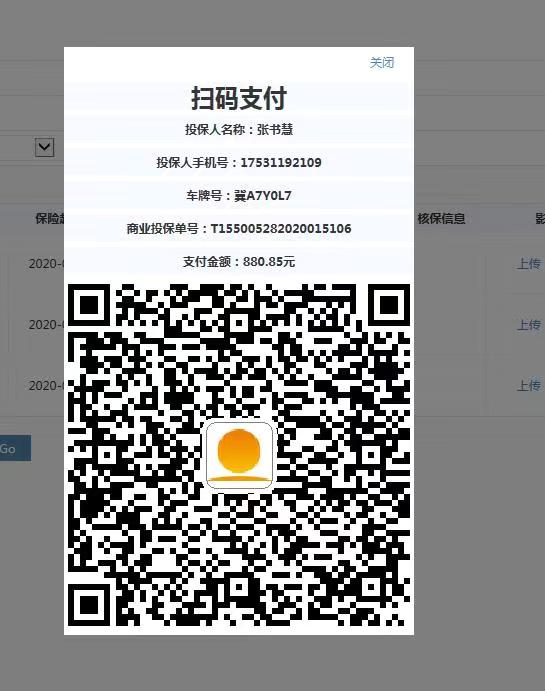 关闭
扫码支付
投保人名称：张书慧
投保人手机号：17531192109
车牌号：冀A7Y0L7
保险
核保信息
商业投保单号：T155005282020015106
支付金额：880.85元
2020-
上传
2020-
上传
2020-
上传
Go